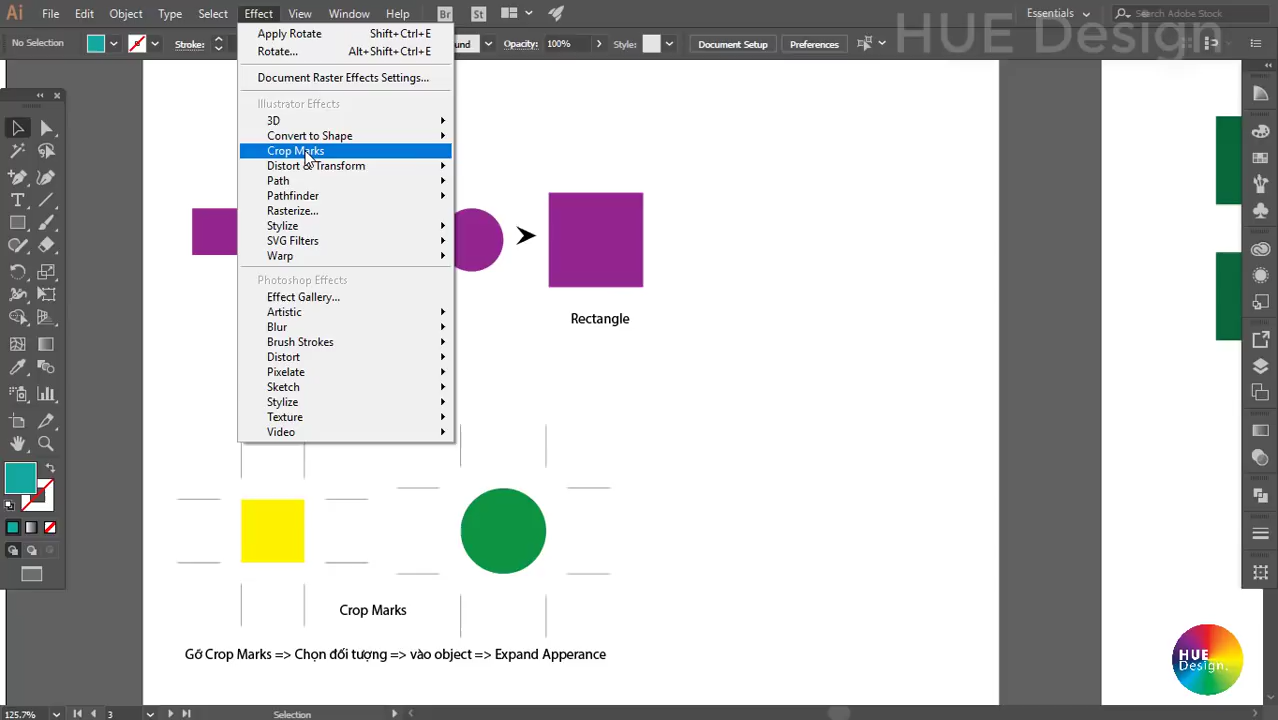 Ai File Edit Object Type Select Effect View Window Help Br St Essentials Search Adobe Stock
HUE Design
No Selection Stroke: und Opacity: 100% Style: Document Setup Preferences
Apply Rotate Shift+Ctrl+E
Rotate... Alt+Shift+Ctrl+E
Document Raster Effects Settings...
Illustrator Effects
3D
Convert to Shape
Crop Marks
Distort & Transform
Path
Pathfinder
Rasterize...
Stylize
SVG Filters
Warp
Photoshop Effects
Effect Gallery...
Artistic
Blur
Brush Strokes
Distort
Pixelate
Sketch
Stylize
Texture
Video
Rectangle
Crop Marks
Gỡ Crop Marks => Chọn đối tượng => vào object => Expand Apperance
HUE
Design.
125.7% 3 Selection